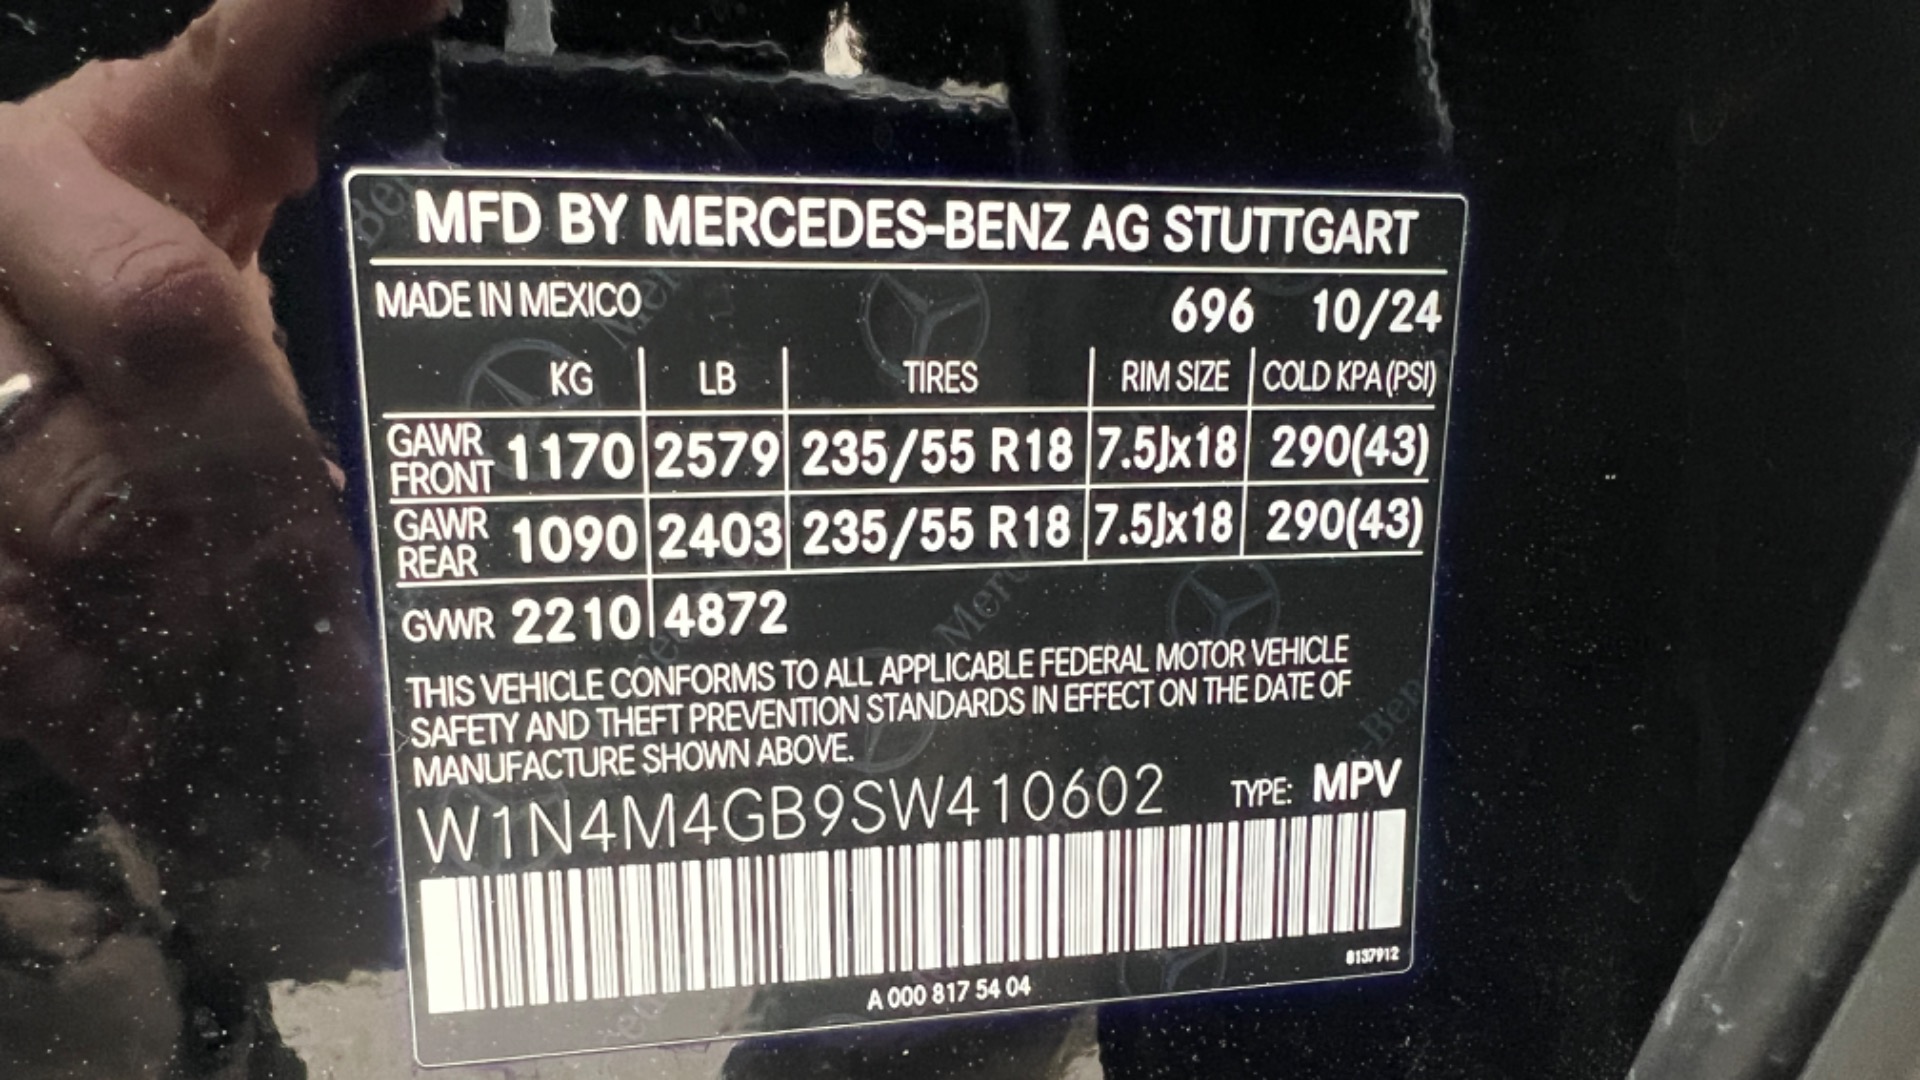 MFD BY MERCEDES-BENZ AG STUTTGART
MADE IN MEXICO 696 10/24
KG LB TIRES RIM SIZE COLD KPA(PSI)
GAWR FRONT 1170 2579 235/55 R18 7.5Jx18 290(43)
GAWR REAR 1090 2403 235/55 R18 7.5Jx18 290(43)
GVWR 2210 4872
THIS VEHICLE CONFORMS TO ALL APPLICABLE FEDERAL MOTOR VEHICLE
SAFETY AND THEFT PREVENTION STANDARDS IN EFFECT ON THE DATE OF
MANUFACTURE SHOWN ABOVE.
W1N4M4GB9SW410602 TYPE: MPV
8137912
A 000 817 54 04